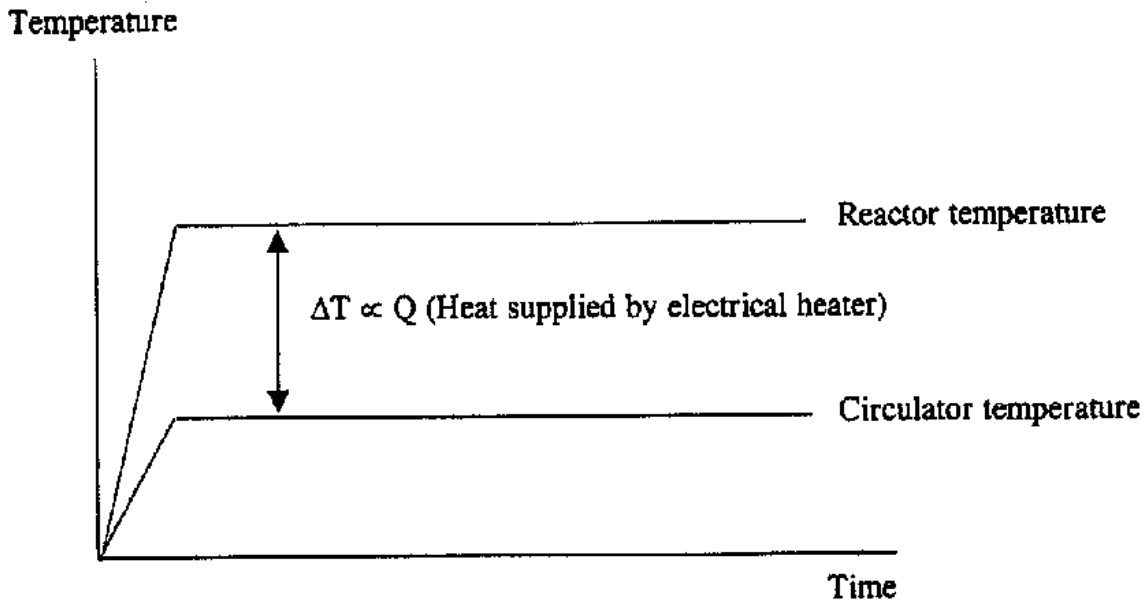 Temperature
Reactor temperature
ΔT ∝ Q (Heat supplied by electrical heater)
Circulator temperature
Time